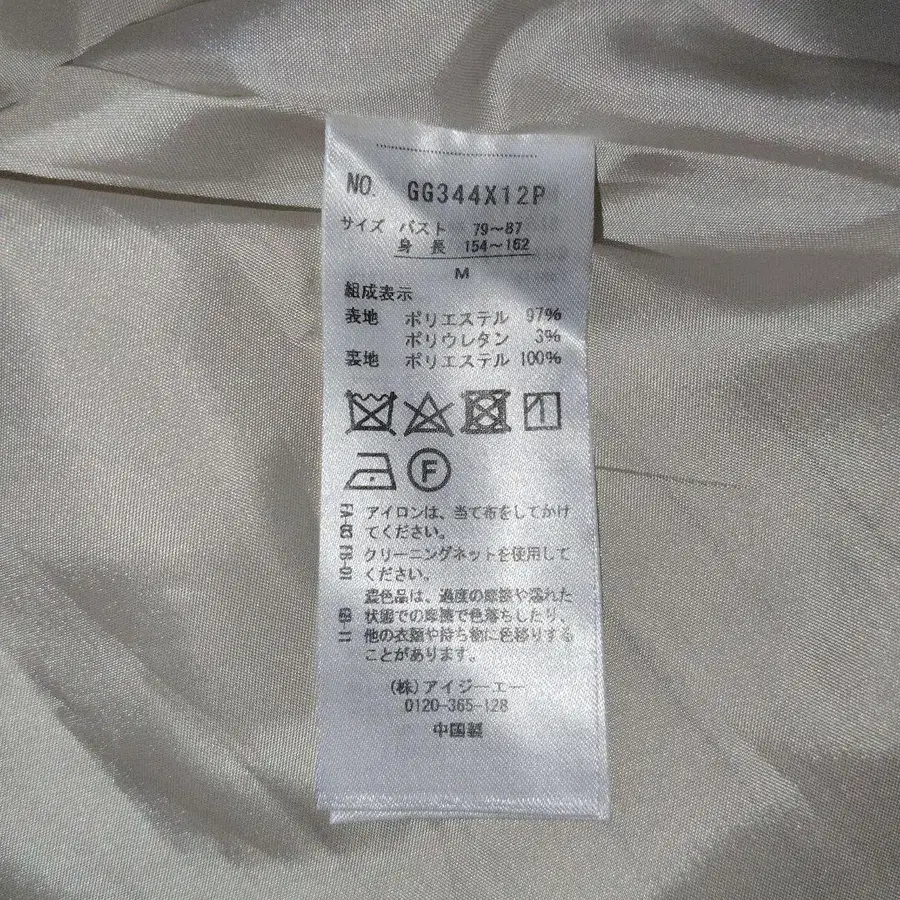 NO. GG344X12P
サイズ バスト 79〜87
身長 154〜162
M
組成表示
表地 ポリエステル 97%
ポリウレタン 3%
裏地 ポリエステル 100%
F
アイロンは、当て布をしてかけ
てください。
クリーニングネットを使用して
ください。
濃色品は、過度の摩擦や濡れた
状態での摩擦で色落ちしたり、
他の衣類や持ち物に色移りする
ことがあります。
(株)アイジーエー
0120-365-128
中国製
FA-03 FB-01